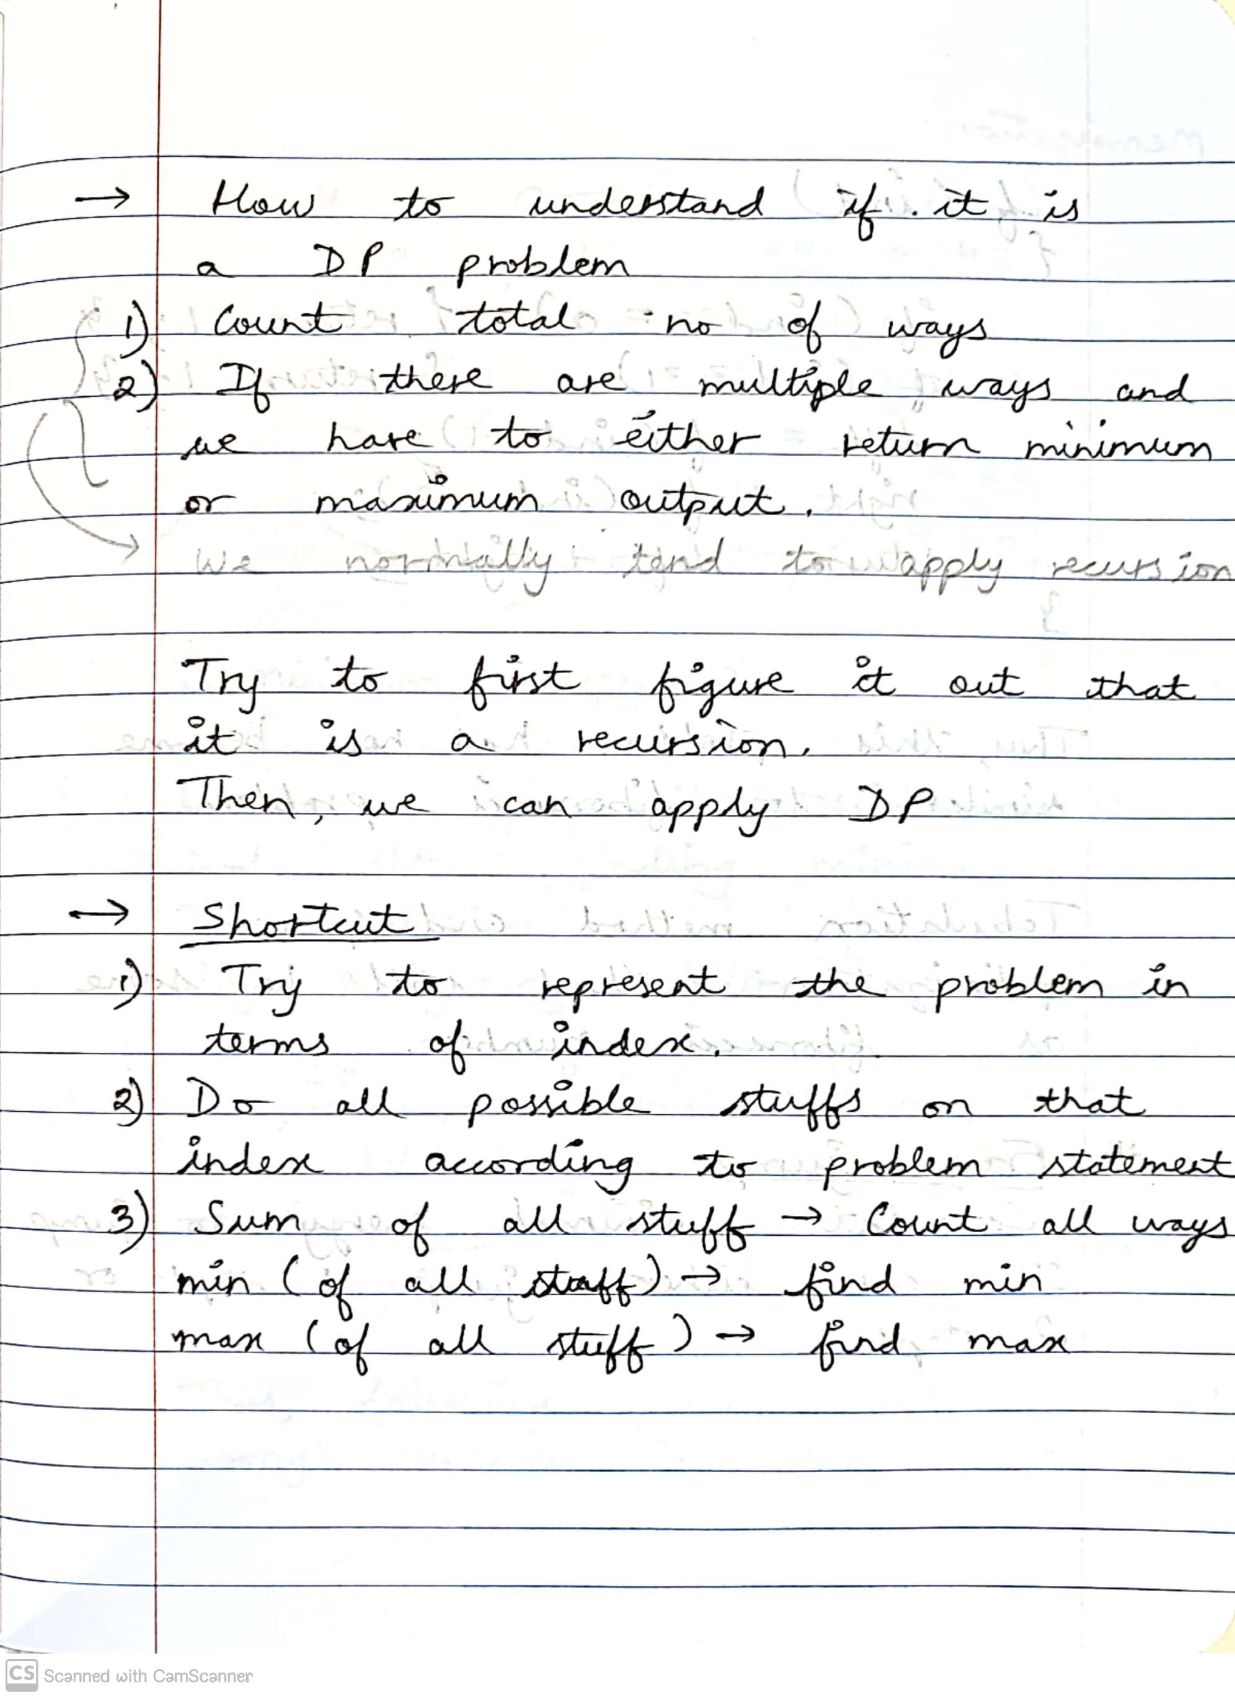 → How to understand if it is
a DP problem
1) Count total no of ways
2) If there are multiple ways and
we have to either return minimum
or maximum output.
→ We normally tend to apply recursion
Try to first figure it out that
it is a recursion.
Then, we can apply DP
→ Shortcut
1) Try to represent the problem in
terms of index.
2) Do all possible stuffs on that
index according to problem statement
3) Sum of all stuff → Count all ways
min (of all stuff) → find min
max (of all stuff) → find max
CS Scanned with CamScanner